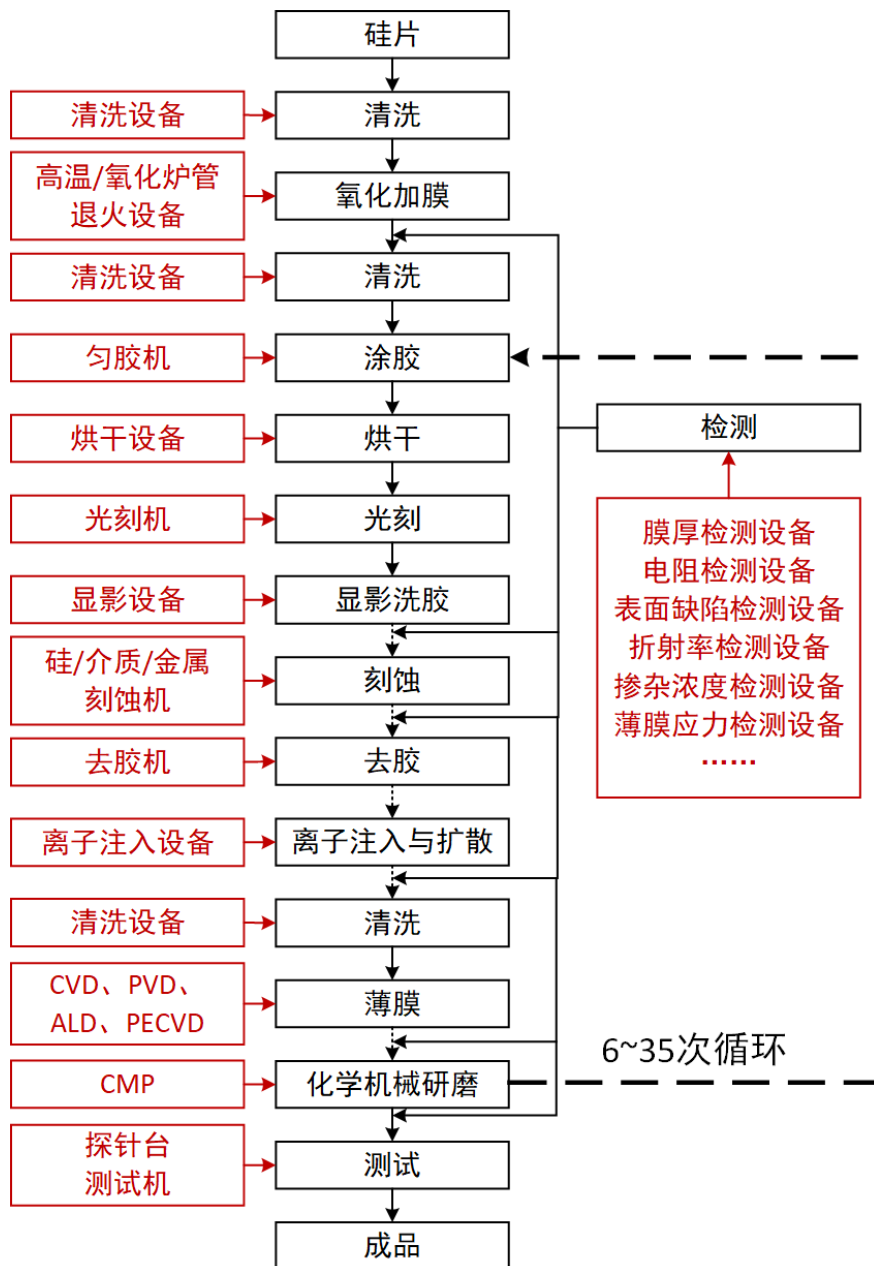 硅片
清洗设备
清洗
高温/氧化炉管
退火设备
氧化加膜
清洗设备
清洗
匀胶机
涂胶
烘干设备
烘干
检测
光刻机
光刻
膜厚检测设备
电阻检测设备
表面缺陷检测设备
折射率检测设备
掺杂浓度检测设备
薄膜应力检测设备
……
显影设备
显影洗胶
硅/介质/金属
刻蚀机
刻蚀
去胶机
去胶
离子注入设备
离子注入与扩散
清洗设备
清洗
CVD、PVD、
ALD、PECVD
薄膜
6~35次循环
CMP
化学机械研磨
探针台
测试机
测试
成品